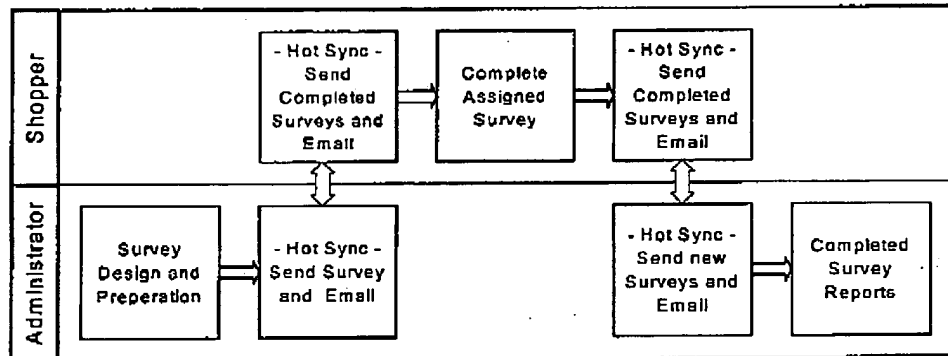 Shopper
- Hot Sync -
Send
Completed
Surveys and
Email
Complete
Assigned
Survey
- Hot Sync -
Send
Completed
Surveys and
Email
Administrator
Survey
Design and
Preparation
- Hot Sync -
Send Survey
and Email
- Hot Sync -
Send new
Surveys and
Email
Completed
Survey
Reports